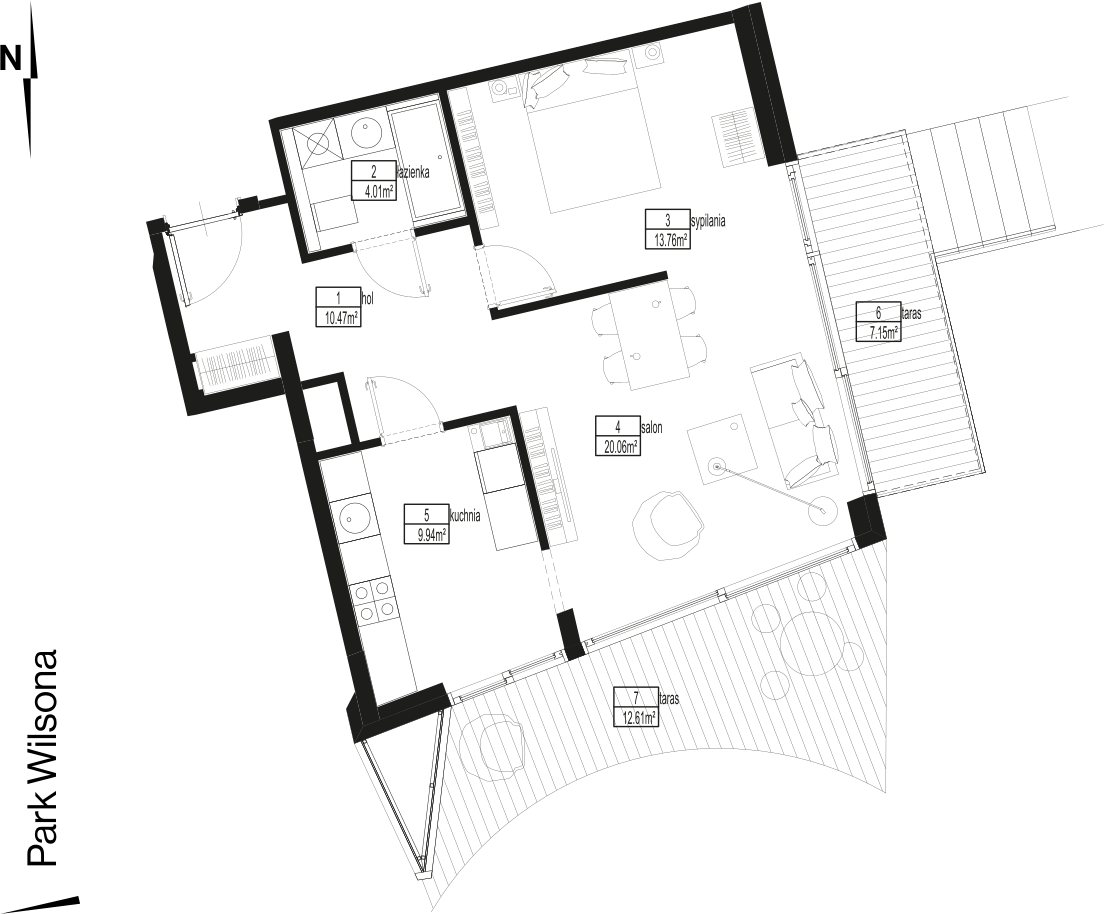 N
2 łazienka
4.01m²
3 sypilania
13.76m²
1 hol
10.47m²
6 taras
7.15m²
4 salon
20.06m²
5 kuchnia
9.94m²
7 taras
12.61m²
Park Wilsona